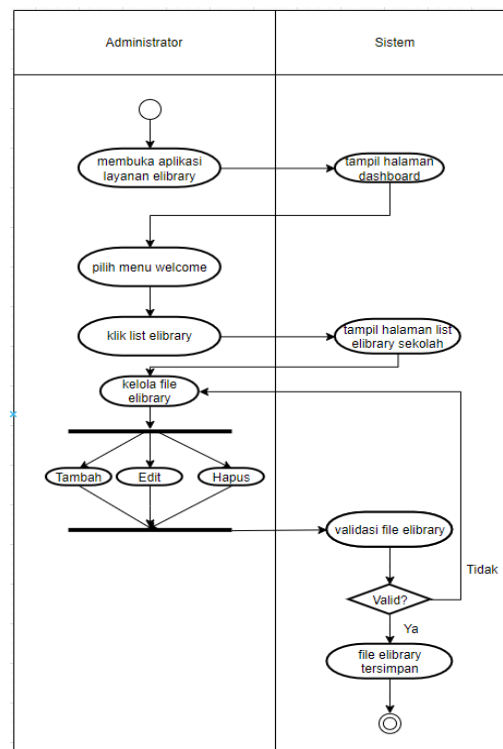 Administrator
Sistem
membuka aplikasi
layanan elibrary
tampil halaman
dashboard
pilih menu welcome
klik list elibrary
tampil halaman list
elibrary sekolah
kelola file
elibrary
Tambah
Edit
Hapus
validasi file elibrary
Valid?
Tidak
Ya
file elibrary
tersimpan